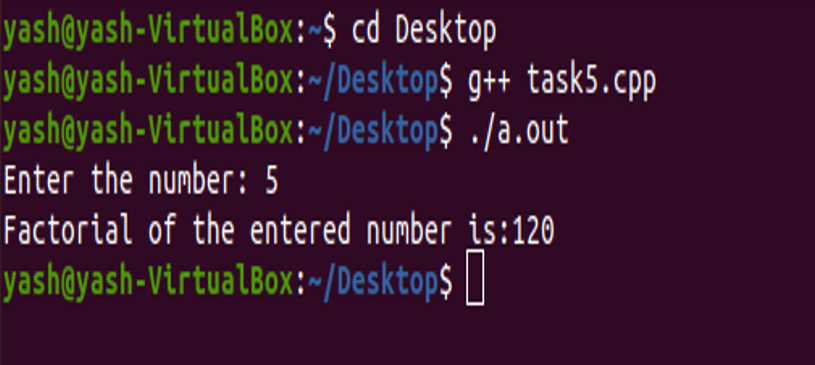 yash@yash-VirtualBox:~$ cd Desktop
yash@yash-VirtualBox:~/Desktop$ g++ task5.cpp
yash@yash-VirtualBox:~/Desktop$ ./a.out
Enter the number: 5
Factorial of the entered number is:120
yash@yash-VirtualBox:~/Desktop$